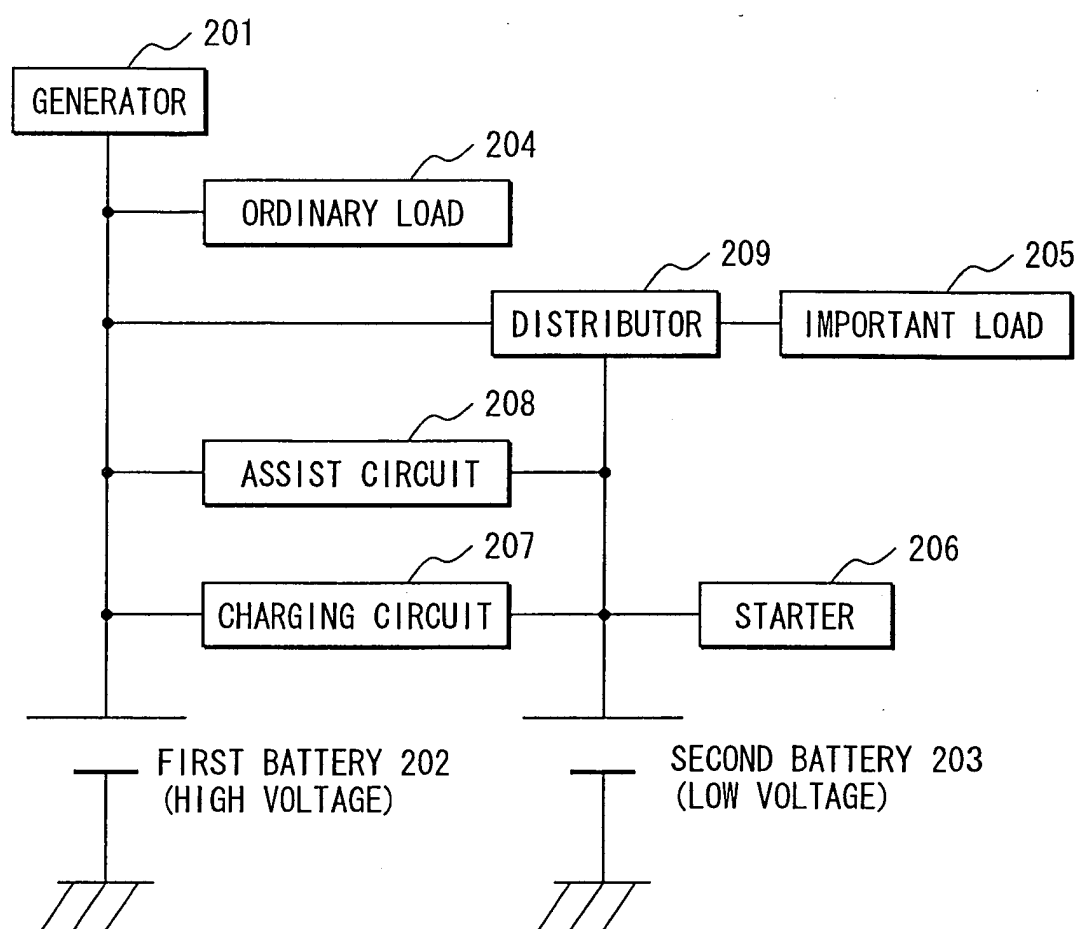 201
GENERATOR
204
ORDINARY LOAD
209
205
DISTRIBUTOR
IMPORTANT LOAD
208
ASSIST CIRCUIT
207
206
CHARGING CIRCUIT
STARTER
FIRST BATTERY 202
(HIGH VOLTAGE)
SECOND BATTERY 203
(LOW VOLTAGE)